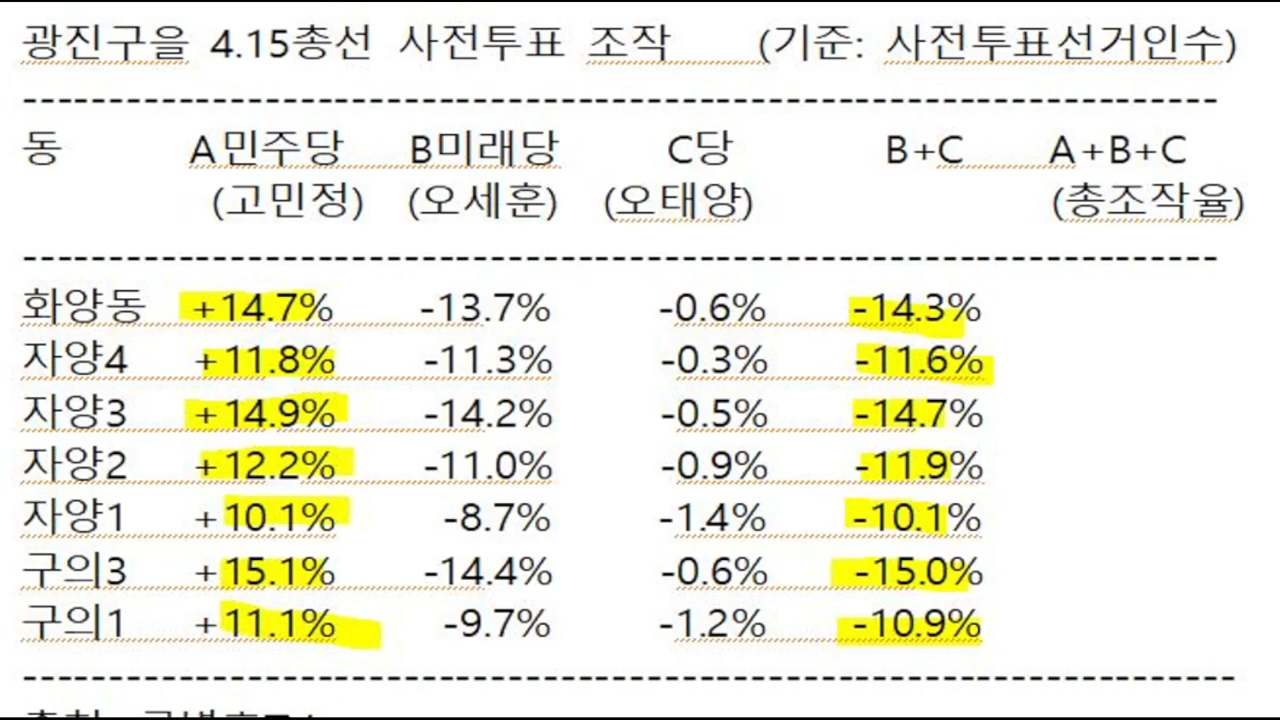 광진구을 4.15총선 사전투표 조작 (기준: 사전투표선거인수)
동 A민주당 B미래당 C당 B+C A+B+C
(고민정) (오세훈) (오태양) (총조작율)
화양동 +14.7% -13.7% -0.6% -14.3%
자양4 +11.8% -11.3% -0.3% -11.6%
자양3 +14.9% -14.2% -0.5% -14.7%
자양2 +12.2% -11.0% -0.9% -11.9%
자양1 +10.1% -8.7% -1.4% -10.1%
구의3 +15.1% -14.4% -0.6% -15.0%
구의1 +11.1% -9.7% -1.2% -10.9%